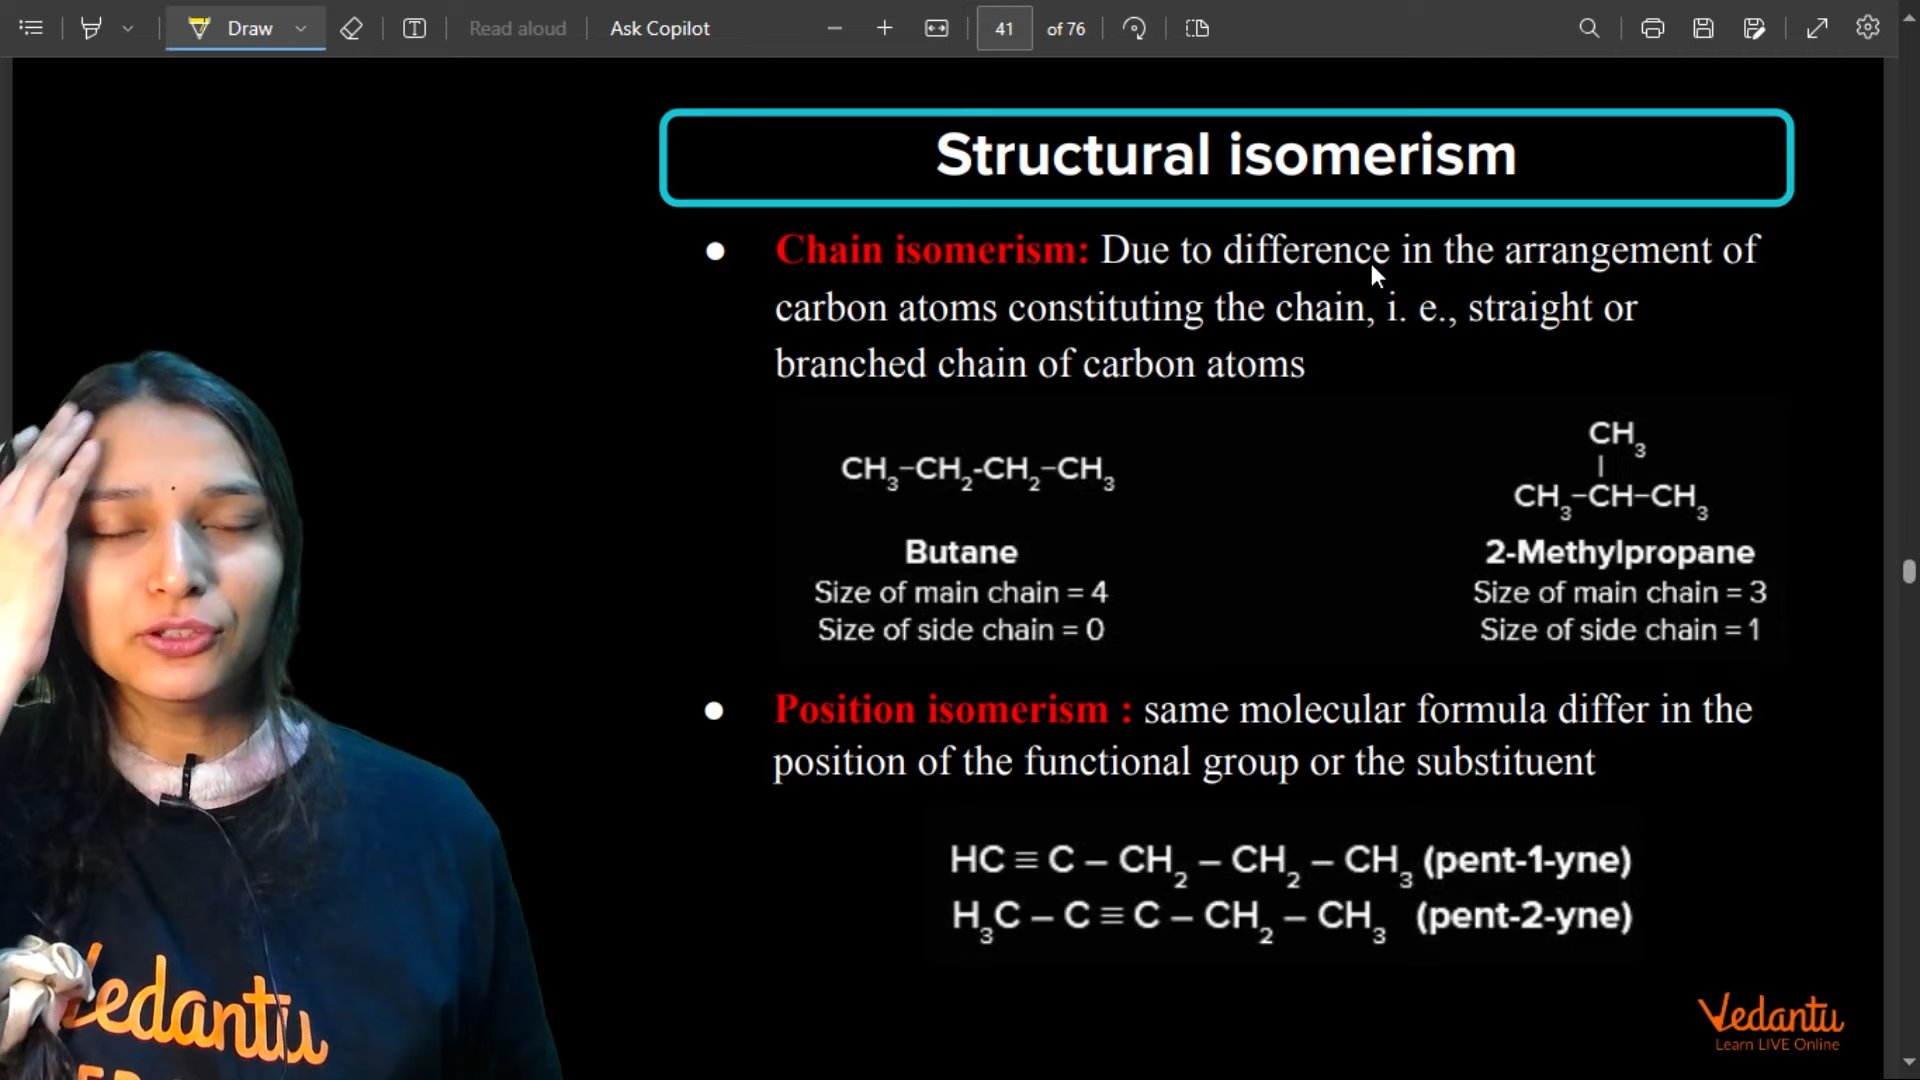 Draw
Read aloud
Ask Copilot
41
of 76
Structural isomerism
● Chain isomerism: Due to difference in the arrangement of
carbon atoms constituting the chain, i. e., straight or
branched chain of carbon atoms
CH₃–CH₂-CH₂–CH₃
Butane
Size of main chain = 4
Size of side chain = 0
CH₃
|
CH₃–CH–CH₃
2-Methylpropane
Size of main chain = 3
Size of side chain = 1
● Position isomerism : same molecular formula differ in the
position of the functional group or the substituent
HC ≡ C – CH₂ – CH₂ – CH₃ (pent-1-yne)
H₃C – C ≡ C – CH₂ – CH₃ (pent-2-yne)
Vedantu
Learn LIVE Online
Vedantu